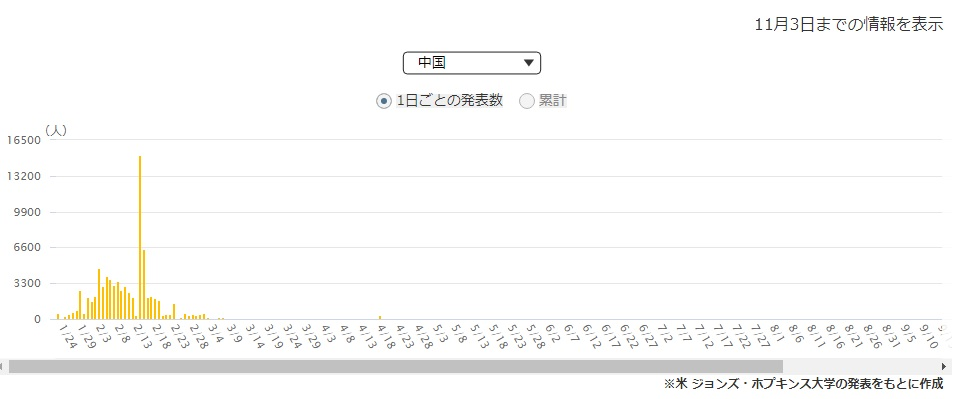 11月3日までの情報を表示
中国
1日ごとの発表数 累計
（人）
16500
13200
9900
6600
3300
0
1/24 1/29 2/3 2/8 2/13 2/18 2/23 2/28 3/4 3/9 3/14 3/19 3/24 3/29 4/3 4/8 4/13 4/18 4/23 4/28 5/3 5/8 5/13 5/18 5/23 5/28 6/2 6/7 6/12 6/17 6/22 6/27 7/2 7/7 7/12 7/17 7/22 7/27 8/1 8/6 8/11 8/16 8/21 8/26 8/31 9/5 9/10
※米 ジョンズ・ホプキンス大学の発表をもとに作成